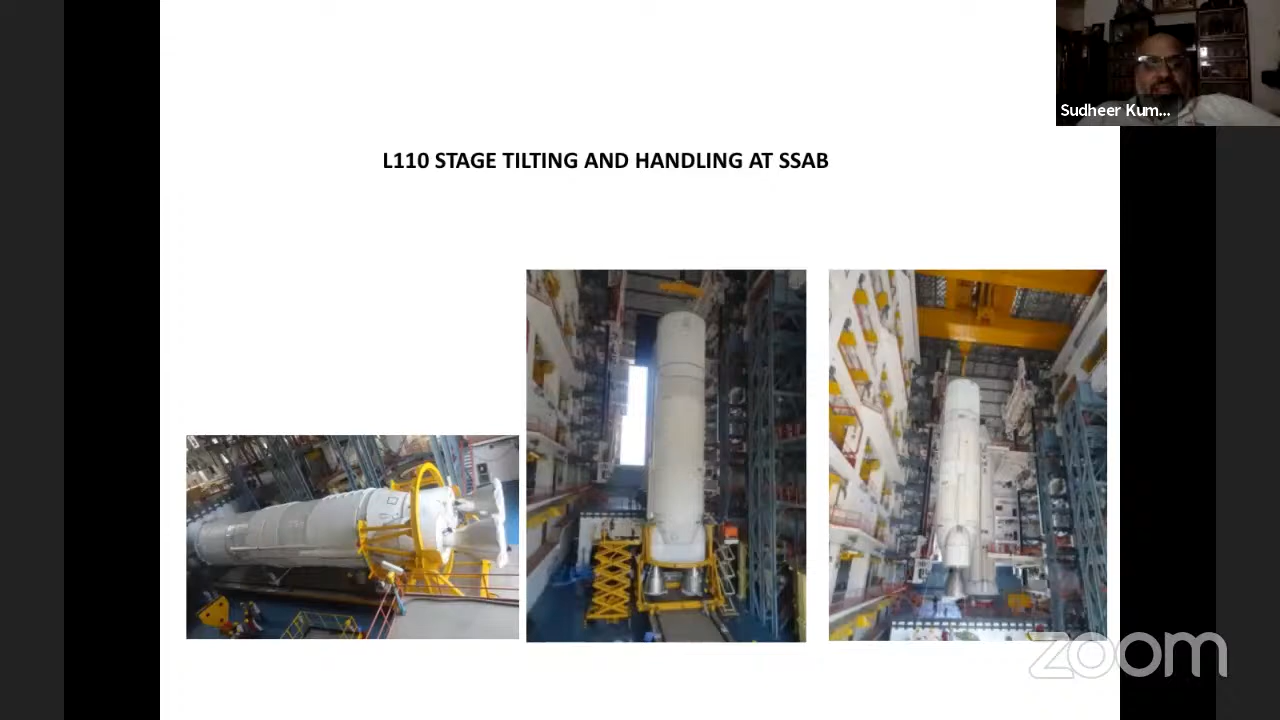 Sudheer Kum...
L110 STAGE TILTING AND HANDLING AT SSAB
zoom